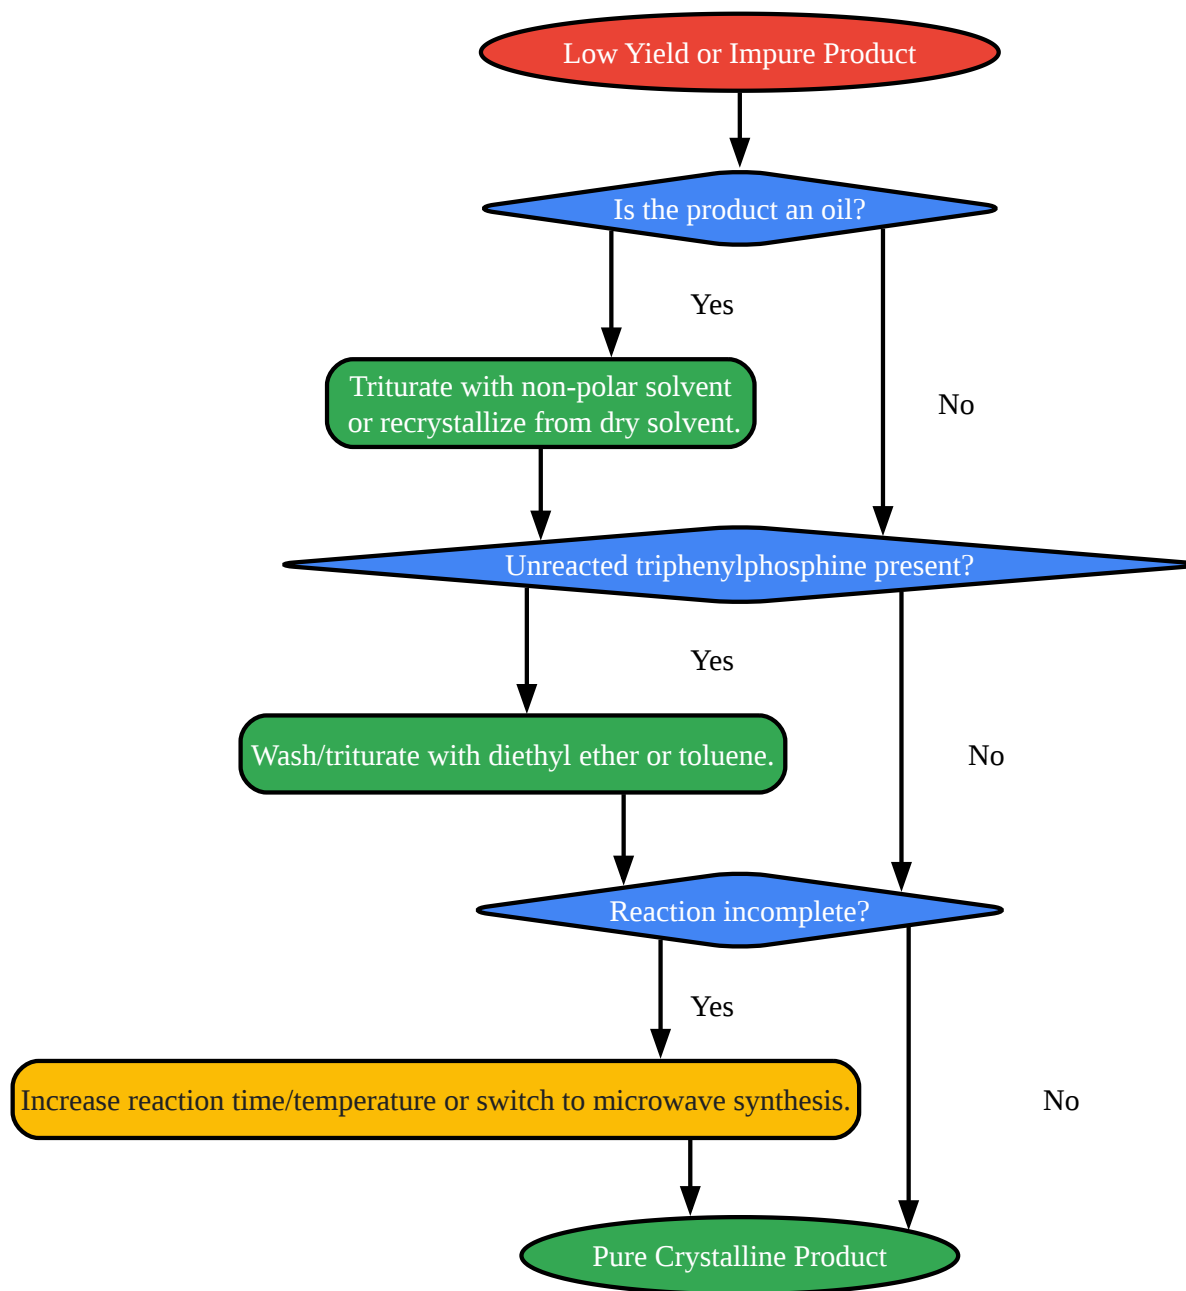 Low Yield or Impure Product
Is the product an oil?
Yes
Triturate with non-polar solvent
or recrystallize from dry solvent.
No
Unreacted triphenylphosphine present?
Yes
Wash/triturate with diethyl ether or toluene.
No
Reaction incomplete?
Yes
Increase reaction time/temperature or switch to microwave synthesis.
No
Pure Crystalline Product